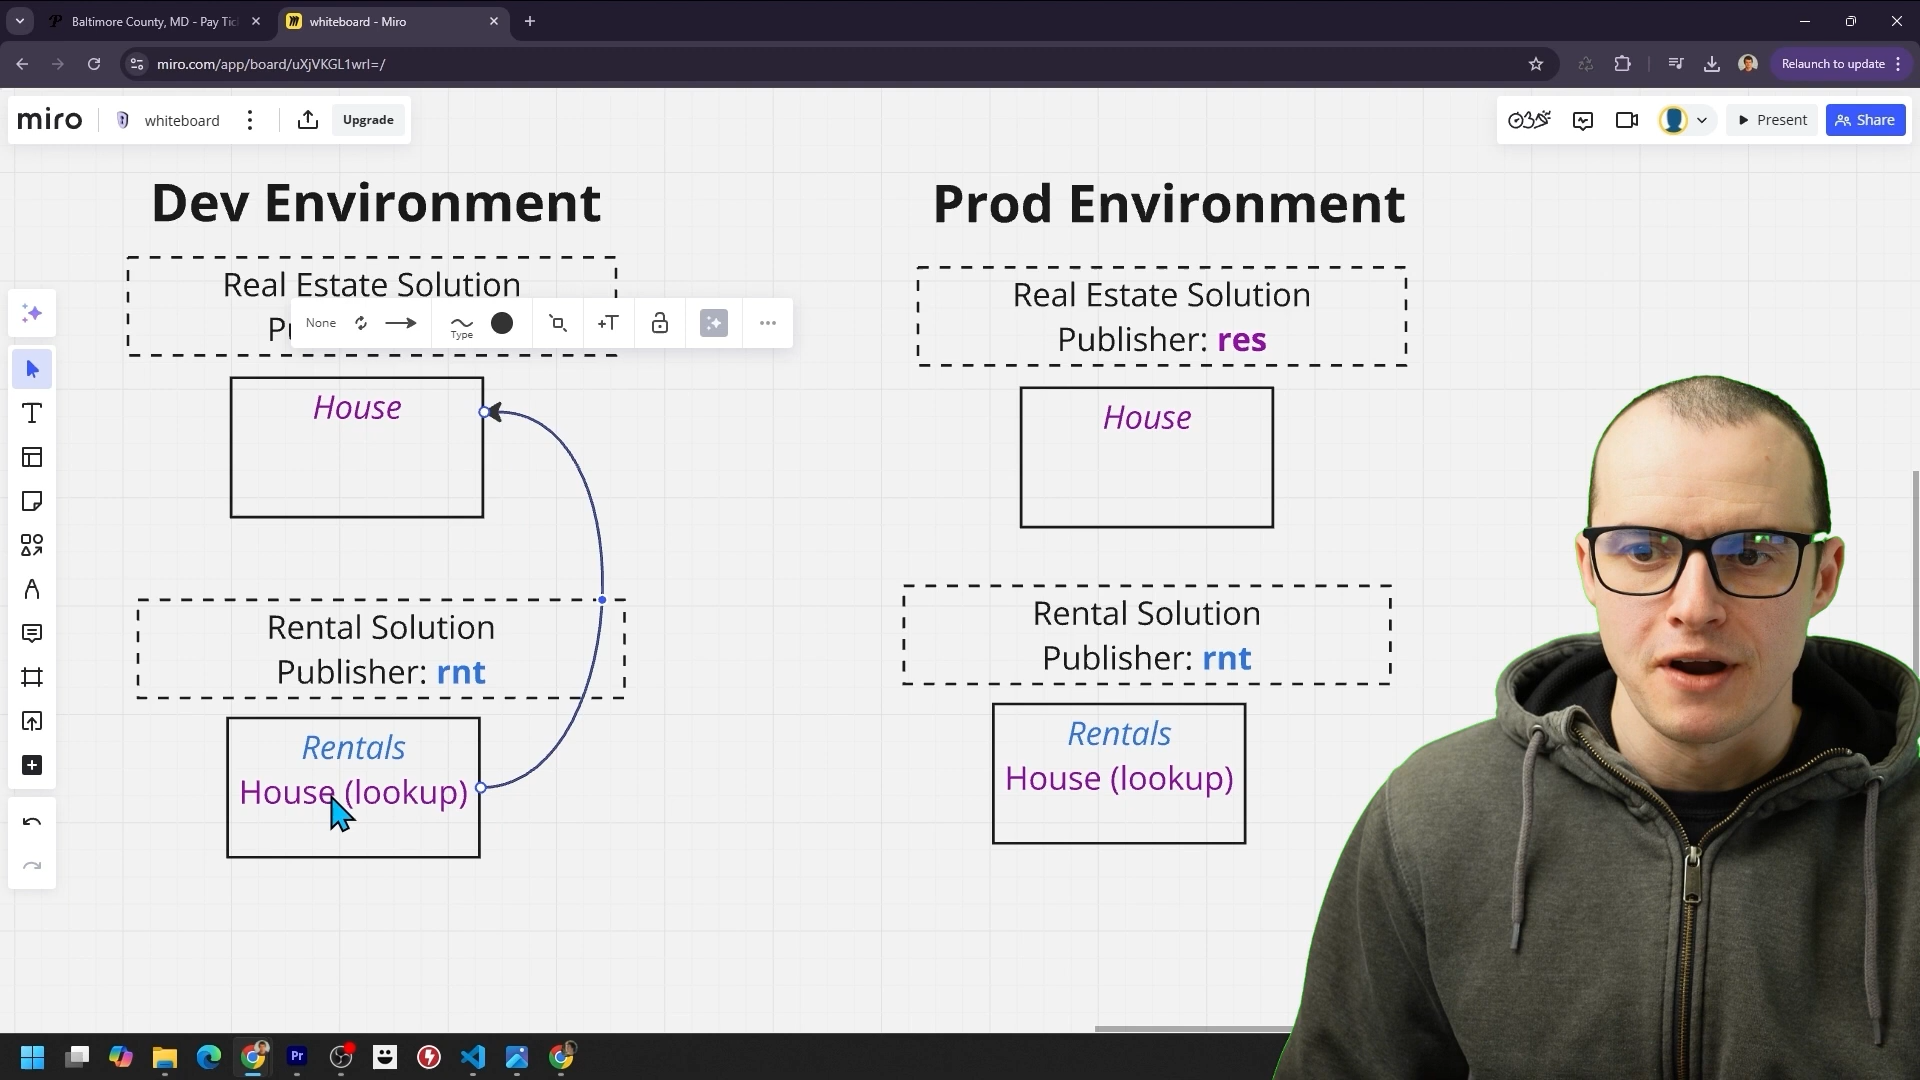 Baltimore County, MD - Pay Tic
whiteboard - Miro
miro.com/app/board/uXjVKGL1wrI=/
Relaunch to update
miro
whiteboard
Upgrade
Present
Share
Dev Environment
Prod Environment
Real Estate Solution
None
Type
Real Estate Solution
Publisher: res
House
House
Rental Solution
Publisher: rnt
Rental Solution
Publisher: rnt
Rentals
House (lookup)
Rentals
House (lookup)
Pr